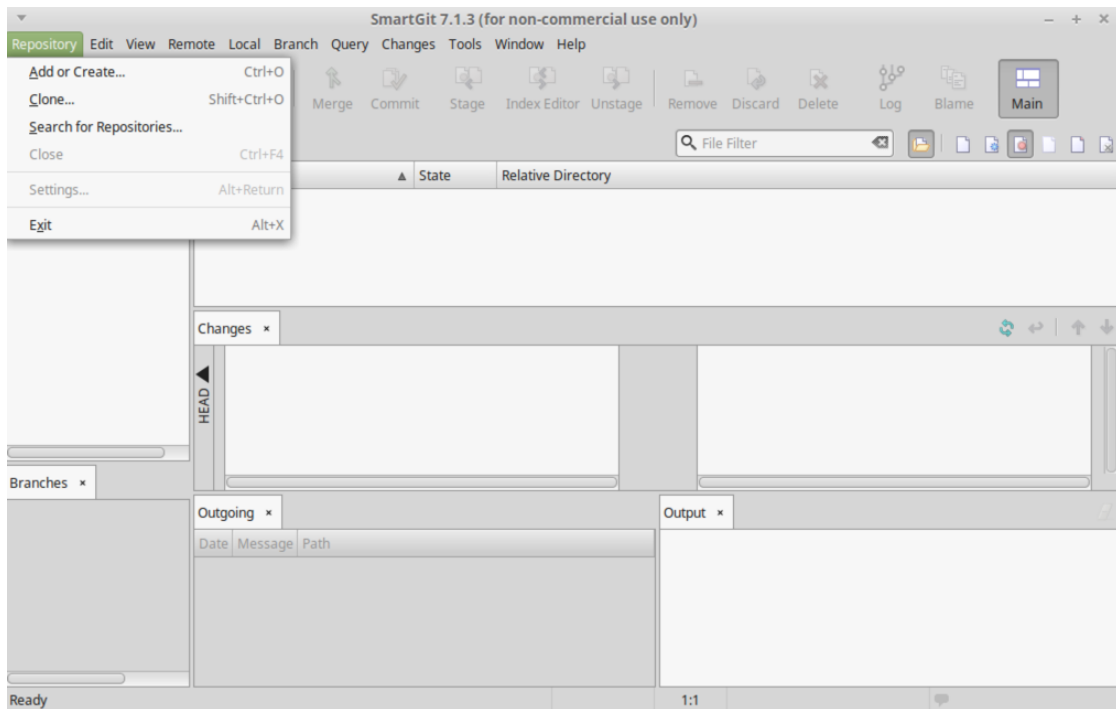 SmartGit 7.1.3 (for non-commercial use only)
Repository Edit View Remote Local Branch Query Changes Tools Window Help
Add or Create... Ctrl+O
Clone... Shift+Ctrl+O
Search for Repositories...
Close Ctrl+F4
Settings... Alt+Return
Exit Alt+X
Merge Commit Stage Index Editor Unstage Remove Discard Delete Log Blame Main
File Filter
State Relative Directory
Changes
HEAD
Branches
Outgoing
Date Message Path
Output
Ready 1:1